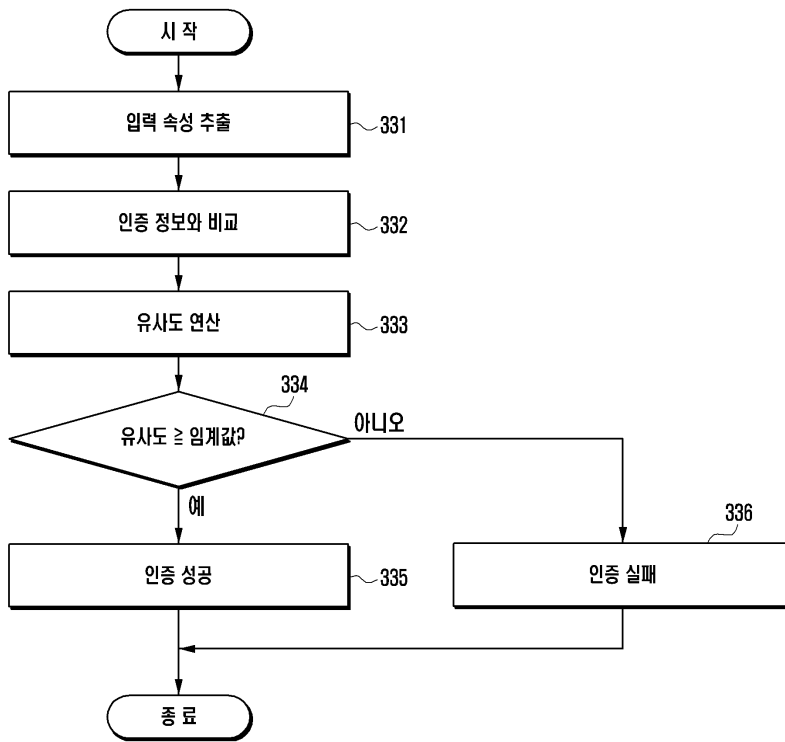 시 작
입력 속성 추출
331
인증 정보와 비교
332
유사도 연산
333
334
유사도 ≧ 임계값?
아니오
예
336
인증 성공
335
인증 실패
종 료